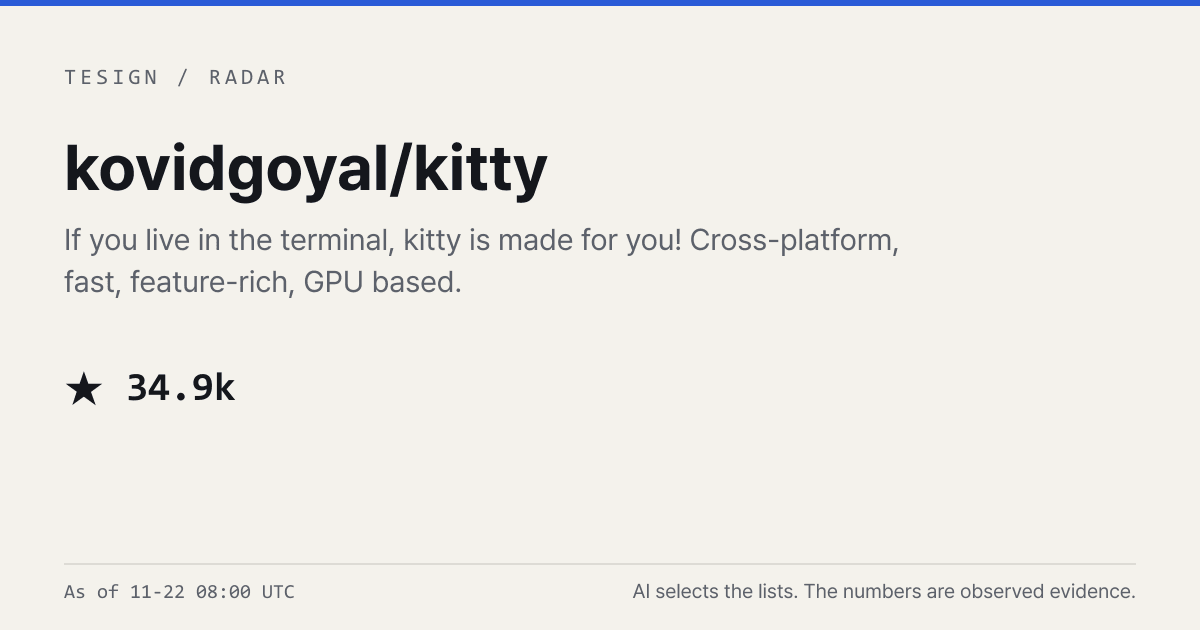 TESIGN / RADAR
kovidgoyal/kitty
If you live in the terminal, kitty is made for you! Cross-platform,
fast, feature-rich, GPU based.
★ 34.9k
As of 11-22 08:00 UTC
AI selects the lists. The numbers are observed evidence.